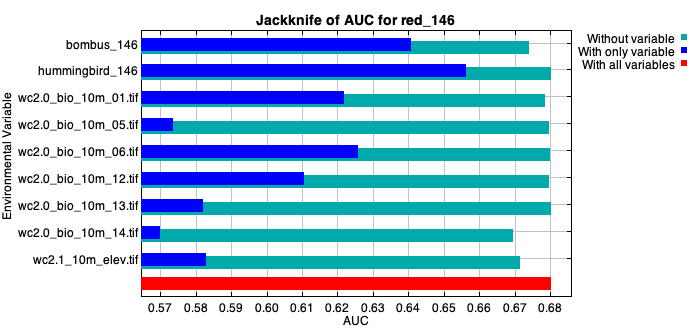 Jackknife of AUC for red_146
Environmental Variable
bombus_146
hummingbird_146
wc2.0_bio_10m_01.tif
wc2.0_bio_10m_05.tif
wc2.0_bio_10m_06.tif
wc2.0_bio_10m_12.tif
wc2.0_bio_10m_13.tif
wc2.0_bio_10m_14.tif
wc2.1_10m_elev.tif
0.57 0.58 0.59 0.60 0.61 0.62 0.63 0.64 0.65 0.66 0.67 0.68
AUC
Without variable
With only variable
With all variables